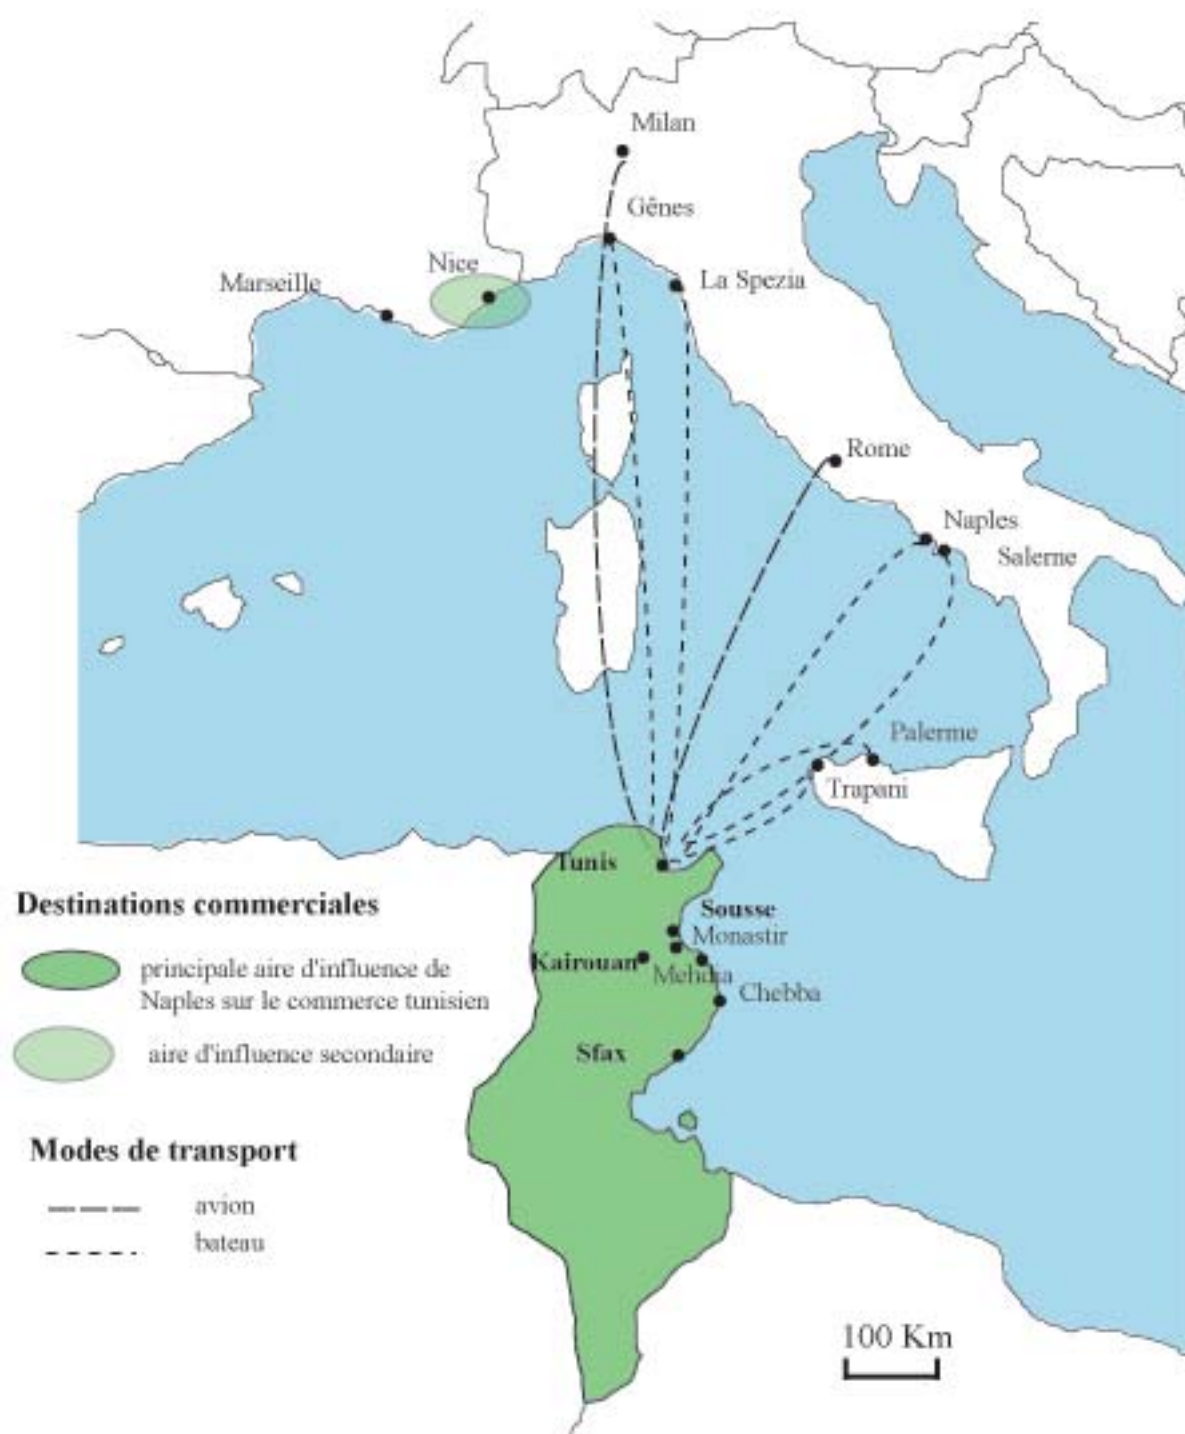 Milan
Gênes
Nice
Marseille
La Spezia
Rome
Naples
Salerne
Palerme
Trapani
Tunis
Sousse
Monastir
Kairouan
Mehdia
Chebba
Sfax
Destinations commerciales
principale aire d'influence de
Naples sur le commerce tunisien
aire d'influence secondaire
Modes de transport
avion
bateau
100 Km